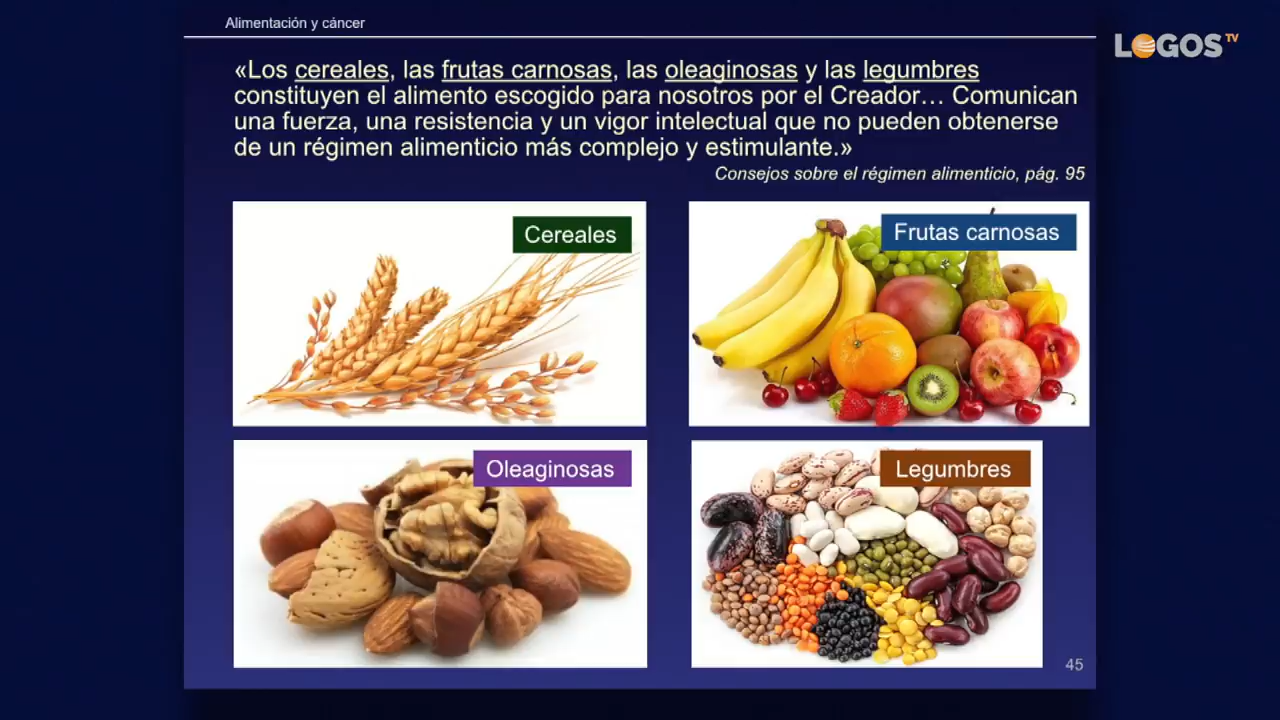 Alimentación y cáncer
LOGOS TV
«Los cereales, las frutas carnosas, las oleaginosas y las legumbres
constituyen el alimento escogido para nosotros por el Creador… Comunican
una fuerza, una resistencia y un vigor intelectual que no pueden obtenerse
de un régimen alimenticio más complejo y estimulante.»
Consejos sobre el régimen alimenticio, pág. 95
Cereales
Frutas carnosas
Oleaginosas
Legumbres
45